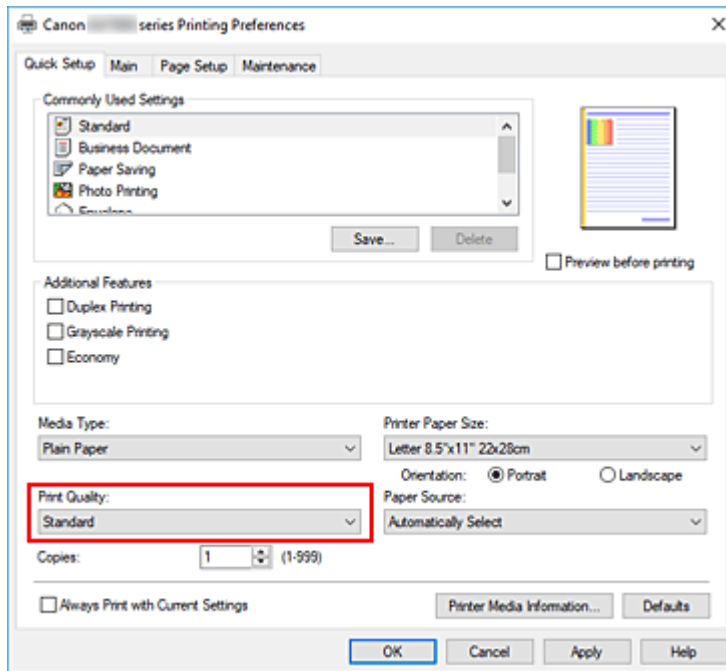 Canon series Printing Preferences
Quick Setup Main Page Setup Maintenance
Commonly Used Settings
Standard
Business Document
Paper Saving
Photo Printing
Envelope
Save... Delete
Preview before printing
Additional Features
Duplex Printing
Grayscale Printing
Economy
Media Type: Printer Paper Size:
Plain Paper Letter 8.5"x11" 22x28cm
Orientation: Portrait Landscape
Print Quality: Paper Source:
Standard Automatically Select
Copies: 1 (1-999)
Always Print with Current Settings Printer Media Information... Defaults
OK Cancel Apply Help